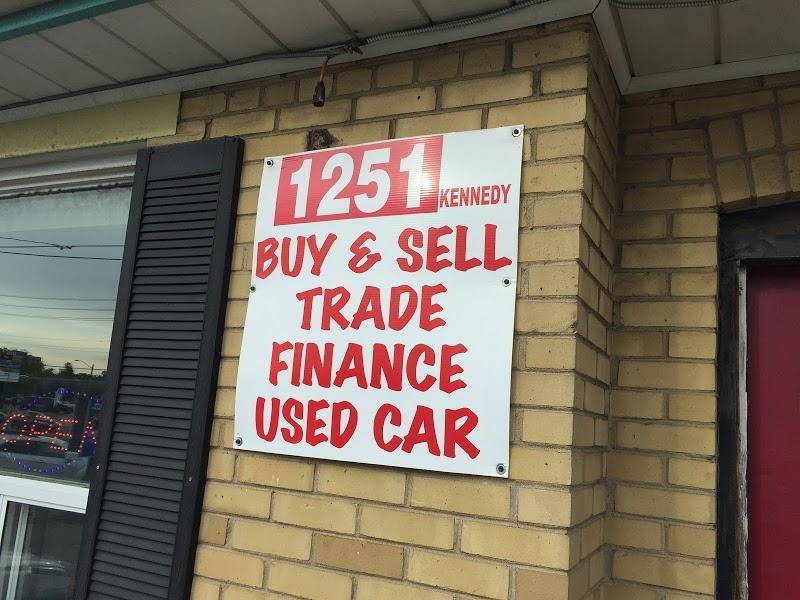 1251 KENNEDY
BUY & SELL
TRADE
FINANCE
USED CAR
OPEN